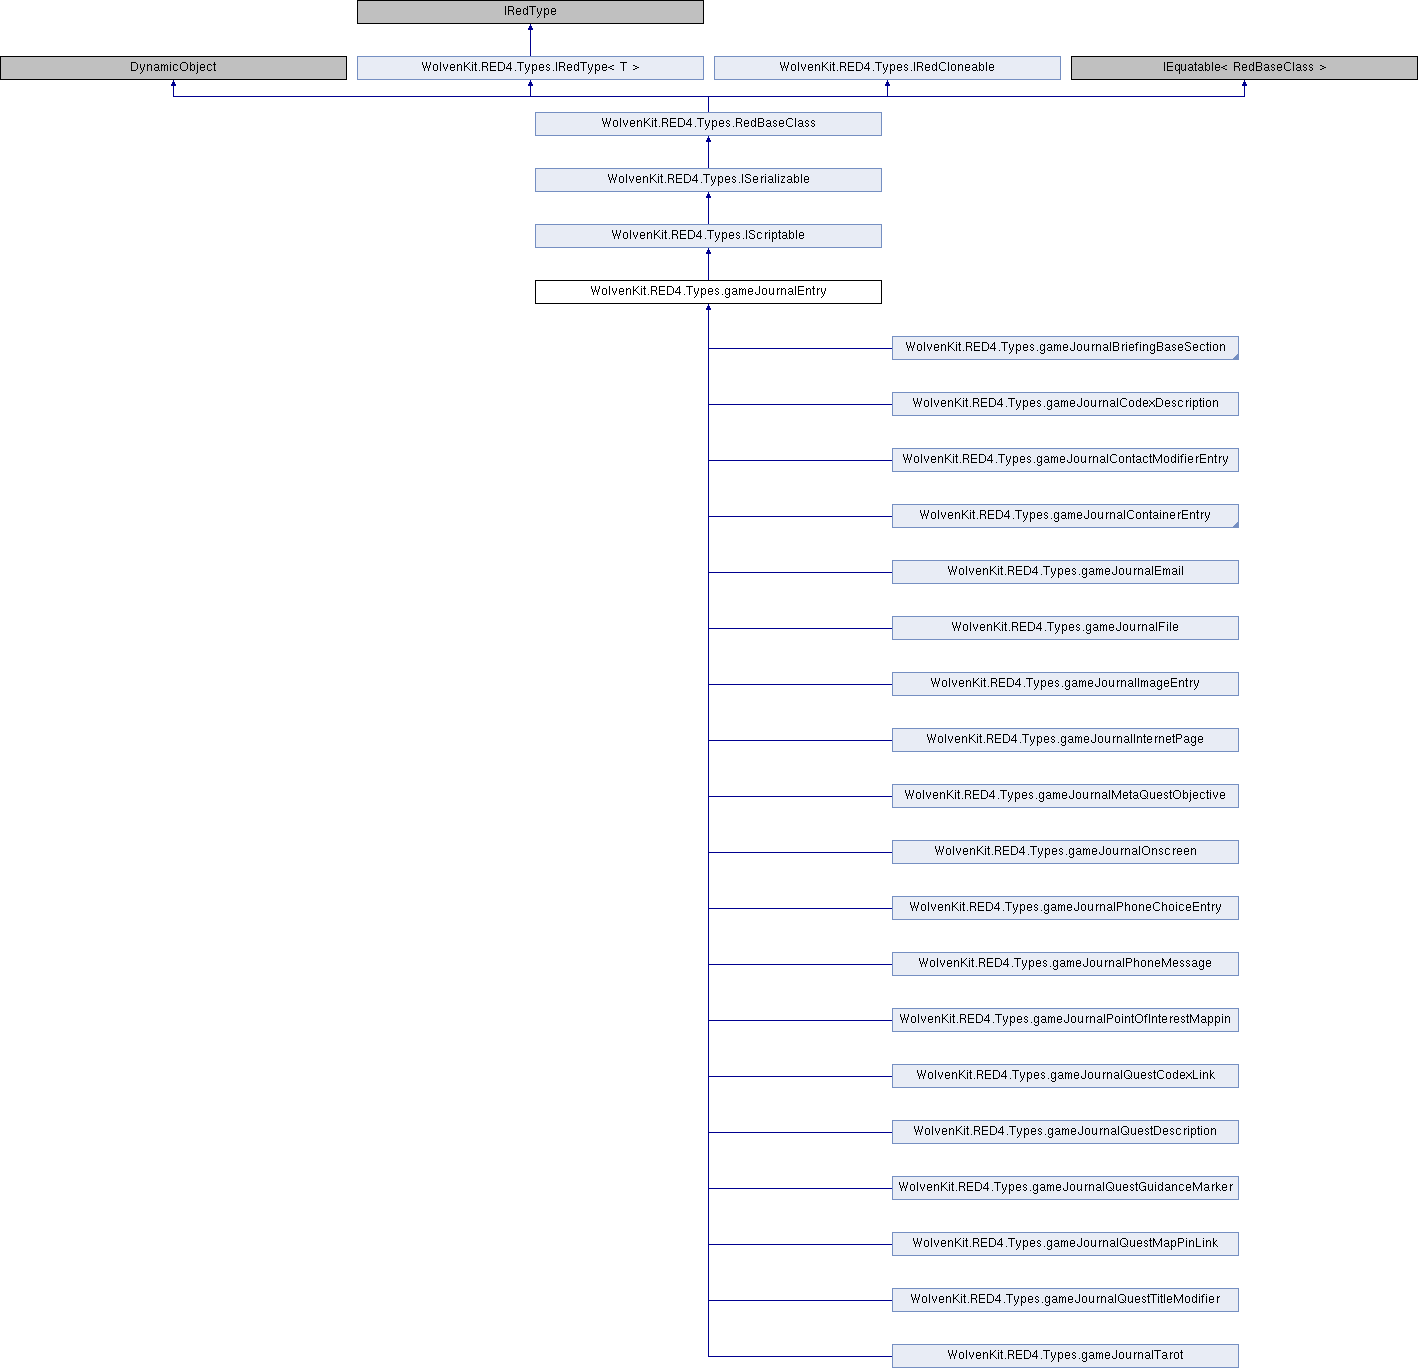 IRedType
DynamicObject
WolvenKit.RED4.Types.IRedType< T >
WolvenKit.RED4.Types.IRedCloneable
IEquatable< RedBaseClass >
WolvenKit.RED4.Types.RedBaseClass
WolvenKit.RED4.Types.ISerializable
WolvenKit.RED4.Types.IScriptable
WolvenKit.RED4.Types.gameJournalEntry
WolvenKit.RED4.Types.gameJournalBriefingBaseSection
WolvenKit.RED4.Types.gameJournalCodexDescription
WolvenKit.RED4.Types.gameJournalContactModifierEntry
WolvenKit.RED4.Types.gameJournalContainerEntry
WolvenKit.RED4.Types.gameJournalEmail
WolvenKit.RED4.Types.gameJournalFile
WolvenKit.RED4.Types.gameJournalImageEntry
WolvenKit.RED4.Types.gameJournalInternetPage
WolvenKit.RED4.Types.gameJournalMetaQuestObjective
WolvenKit.RED4.Types.gameJournalOnscreen
WolvenKit.RED4.Types.gameJournalPhoneChoiceEntry
WolvenKit.RED4.Types.gameJournalPhoneMessage
WolvenKit.RED4.Types.gameJournalPointOfInterestMappin
WolvenKit.RED4.Types.gameJournalQuestCodexLink
WolvenKit.RED4.Types.gameJournalQuestDescription
WolvenKit.RED4.Types.gameJournalQuestGuidanceMarker
WolvenKit.RED4.Types.gameJournalQuestMapPinLink
WolvenKit.RED4.Types.gameJournalQuestTitleModifier
WolvenKit.RED4.Types.gameJournalTarot